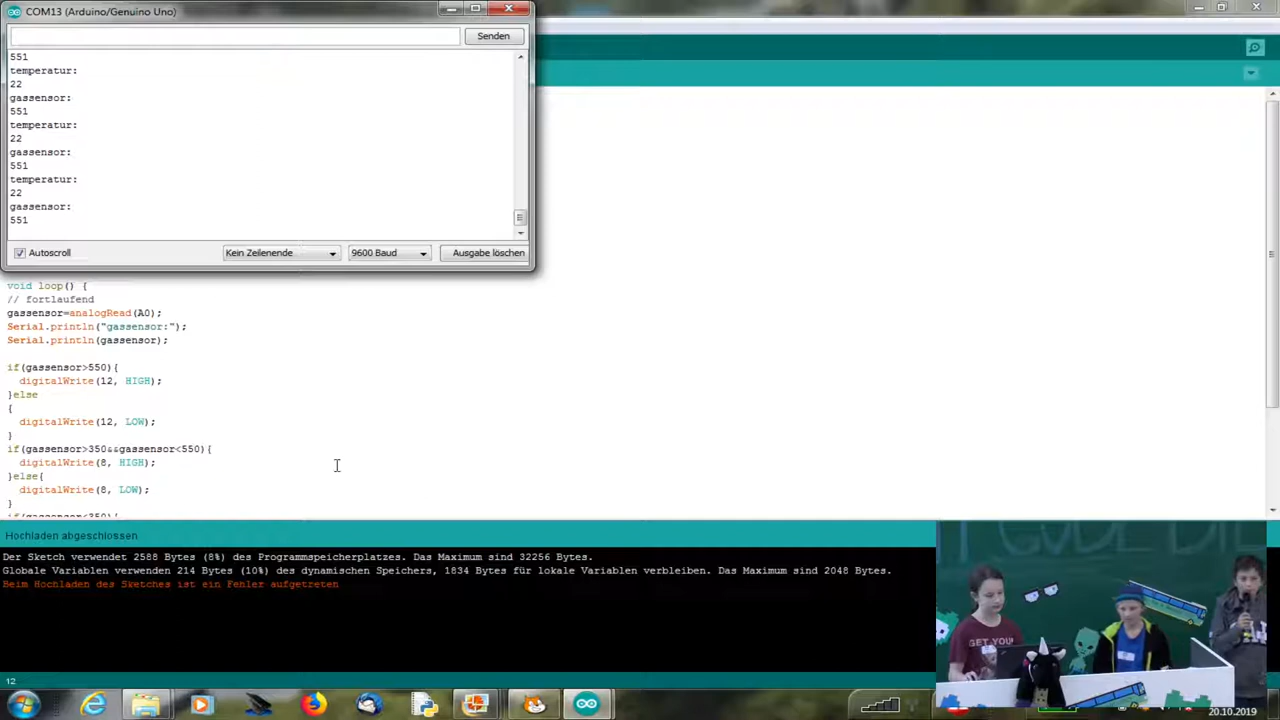 COM13 (Arduino/Genuino Uno)
Senden
551
temperatur:
22
gassensor:
551
temperatur:
22
gassensor:
551
temperatur:
22
gassensor:
551
Autoscroll
Kein Zeilenende
9600 Baud
Ausgabe löschen
void loop() {
// fortlaufend
gassensor=analogRead(A0);
Serial.println("gassensor:");
Serial.println(gassensor);
if(gassensor>550){
digitalWrite(12, HIGH);
}else
{
digitalWrite(12, LOW);
}
if(gassensor>350&&gassensor<550){
digitalWrite(8, HIGH);
}else{
digitalWrite(8, LOW);
}
if(gassensor<350){
Hochladen abgeschlossen
Der Sketch verwendet 2588 Bytes (8%) des Programmspeicherplatzes. Das Maximum sind 32256 Bytes.
Globale Variablen verwenden 214 Bytes (10%) des dynamischen Speichers, 1834 Bytes für lokale Variablen verbleiben. Das Maximum sind 2048 Bytes.
Beim Hochladen des Sketches ist ein Fehler aufgetreten
GET YOU
12
20.10.2019